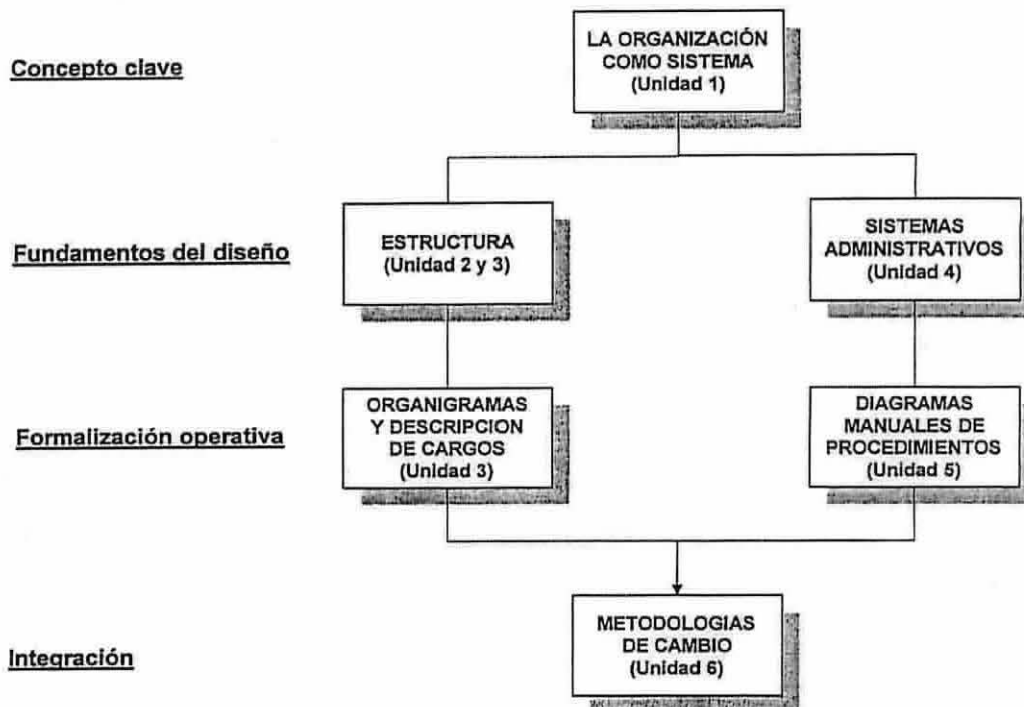 LA ORGANIZACIÓN
COMO SISTEMA
(Unidad 1)
Concepto clave
ESTRUCTURA
(Unidad 2 y 3)
SISTEMAS
ADMINISTRATIVOS
(Unidad 4)
Fundamentos del diseño
ORGANIGRAMAS
Y DESCRIPCION
DE CARGOS
(Unidad 3)
DIAGRAMAS
MANUALES DE
PROCEDIMIENTOS
(Unidad 5)
Formalización operativa
METODOLOGIAS
DE CAMBIO
(Unidad 6)
Integración